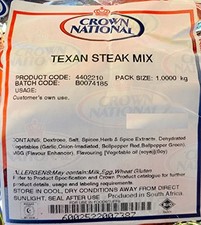 CROWN
NATIONAL
TEXAN STEAK MIX
PRODUCT CODE: 4402210 PACK SIZE: 1.0000 kg
BATCH CODE: B0074185
USAGE:
Customer's own use.
CONTAINS: Dextrose, Salt, Spices, Herb & Spice Extracts, Dehydrated
Vegetables (Garlic, Onion-Irradiated, Bellpepper Red, Bellpepper Green)
(Flavour Enhancer), Flavouring [Vegetable oil (soya)(Soy)]
ALLERGENS: May contain: Milk, Egg, Wheat Gluten
Refer to Product Specification and Crown Product catalogue for further
product details, usage and labeling requirements.
STORE IN COOL, DRY CONDITIONS AWAY FROM DIRECT
SUNLIGHT, SEAL AFTER USE Produced in South Africa